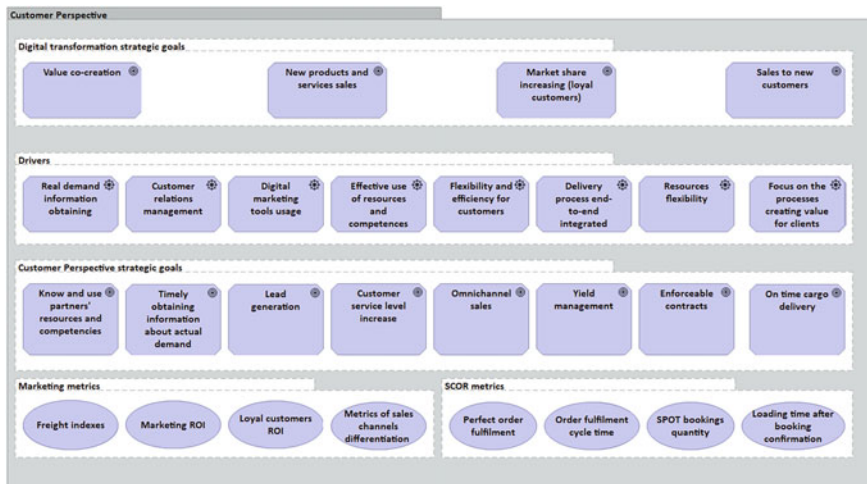 Customer Perspective
Digital transformation strategic goals
Value co-creation
New products and
services sales
Market share
increasing (loyal
customers)
Sales to new
customers
Drivers
Real demand
information
obtaining
Customer
relations
management
Digital
marketing
tools usage
Effective use
of resources
and
competences
Flexibility and
efficiency for
customers
Delivery
process end-
to-end
integrated
Resources
flexibility
Focus on the
processes
creating value
for clients
Customer Perspective strategic goals
Know and use
partners'
resources and
competencies
Timely
obtaining
information
about actual
demand
Lead
generation
Customer
service level
increase
Omnichannel
sales
Yield
management
Enforceable
contracts
On time cargo
delivery
Marketing metrics
Freight indexes
Marketing ROI
Loyal customers
ROI
Metrics of sales
channels
differentiation
SCOR metrics
Perfect order
fulfilment
Order fulfilment
cycle time
SPOT bookings
quantity
Loading time after
booking
confirmation